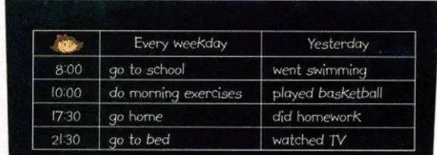 Every weekday Yesterday
8:00 go to school went swimming
10:00 do morning exercises played basketball
17:30 go home did homework
21:30 go to bed watched TV